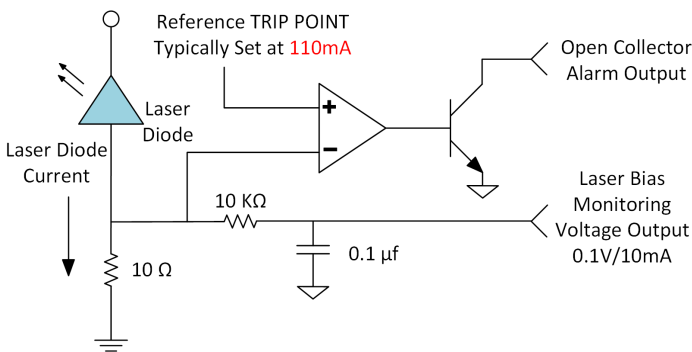 Reference TRIP POINT
Typically Set at 110mA
Open Collector
Alarm Output
+
Laser
Diode
−
Laser Diode
Current
Laser Bias
Monitoring
Voltage Output
0.1V/10mA
10 KΩ
0.1 µf
10 Ω